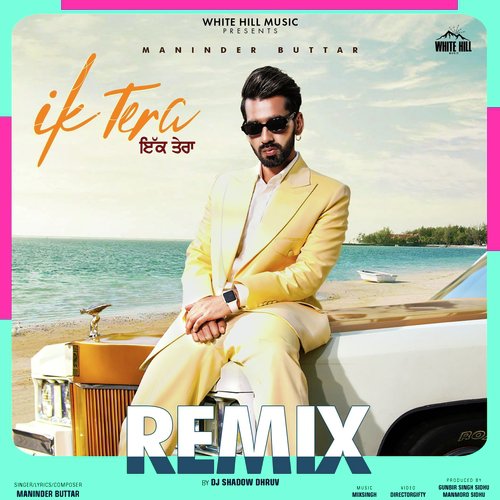 WHITE HILL MUSIC
PRESENTS
MANINDER BUTTAR
WHITE HILL
MUSIC
ik Tera
ਇੱਕ ਤੇਰਾ
REMIX
BY DJ SHADOW DHRUV
SINGER/LYRICS/COMPOSER
MANINDER BUTTAR
MUSIC
MIXSINGH
VIDEO
DIRECTORGIFTY
PRODUCED BY
GUNBIR SINGH SIDHU
MANMORD SIDHU